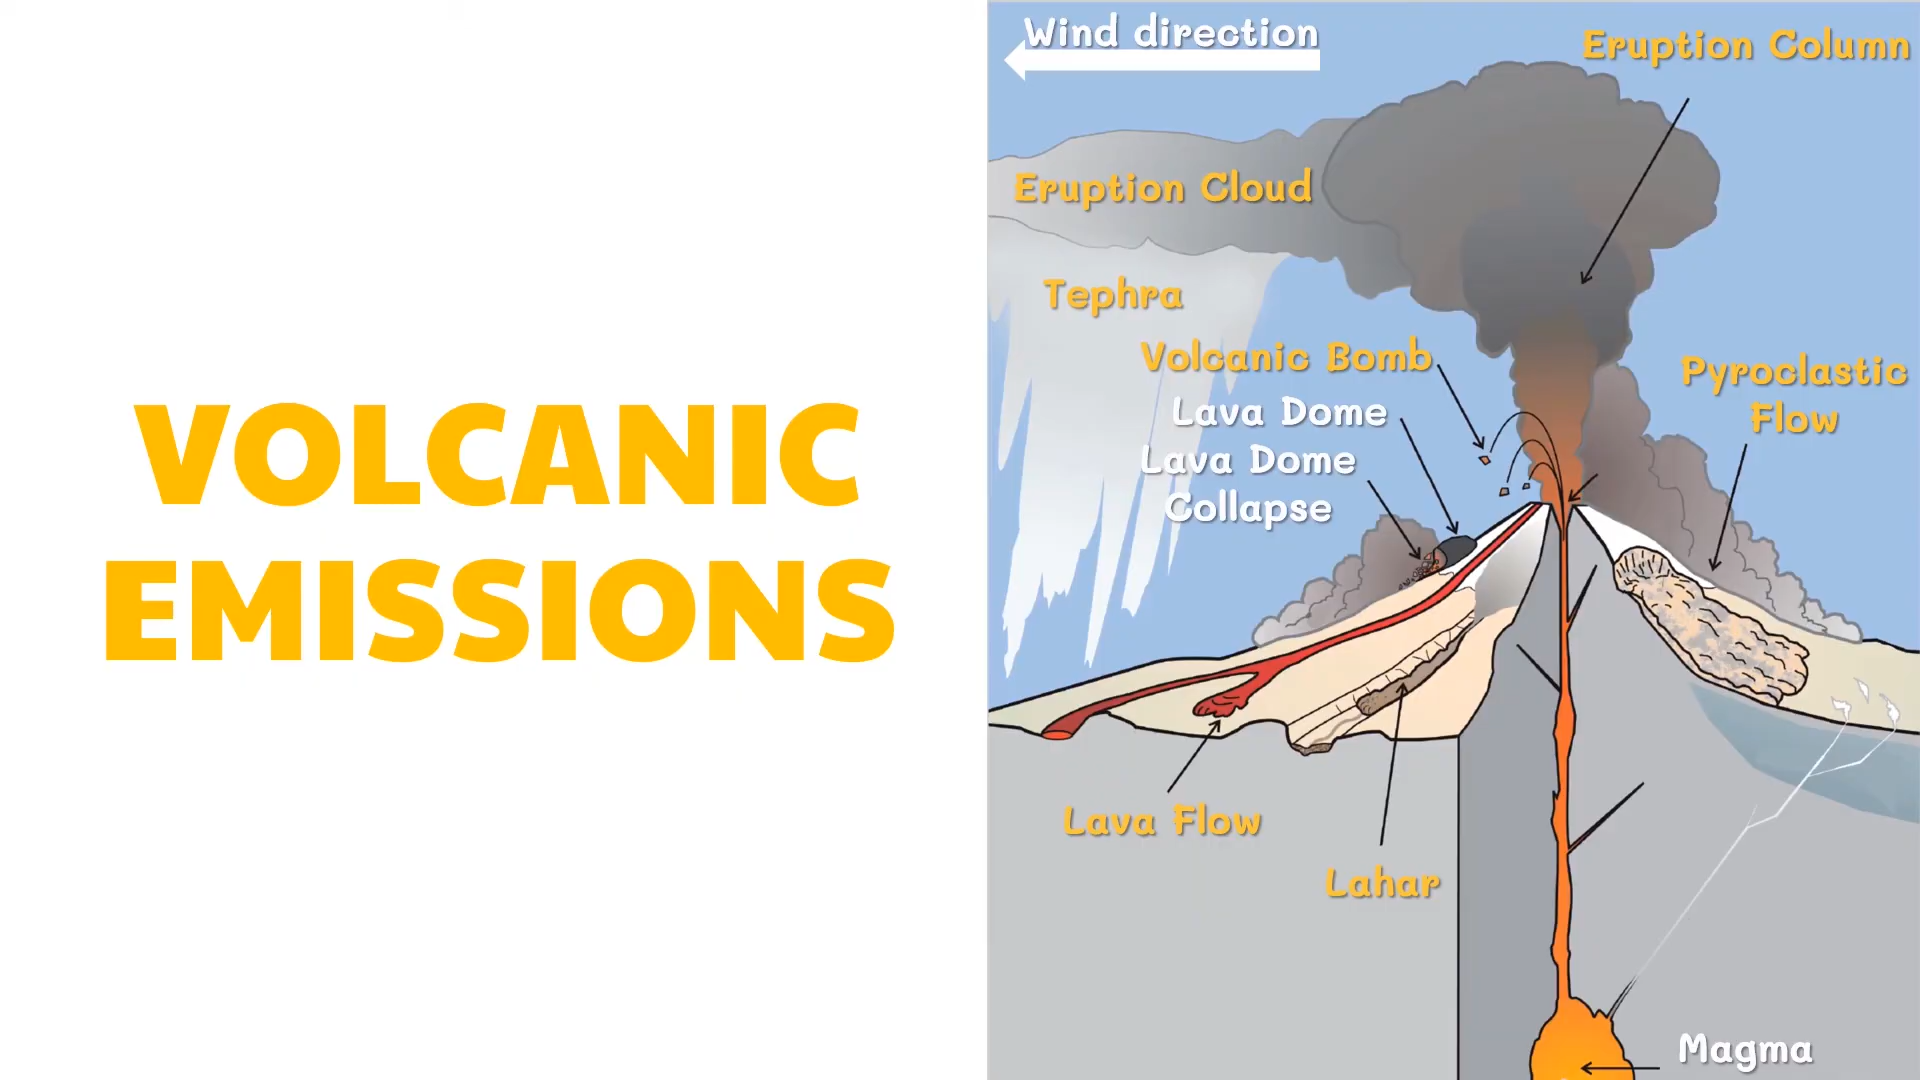 VOLCANIC
EMISSIONS
Wind direction
Eruption Column
Eruption Cloud
Tephra
Volcanic Bomb
Lava Dome
Lava Dome
Collapse
Pyroclastic
Flow
Lava Flow
Lahar
Magma